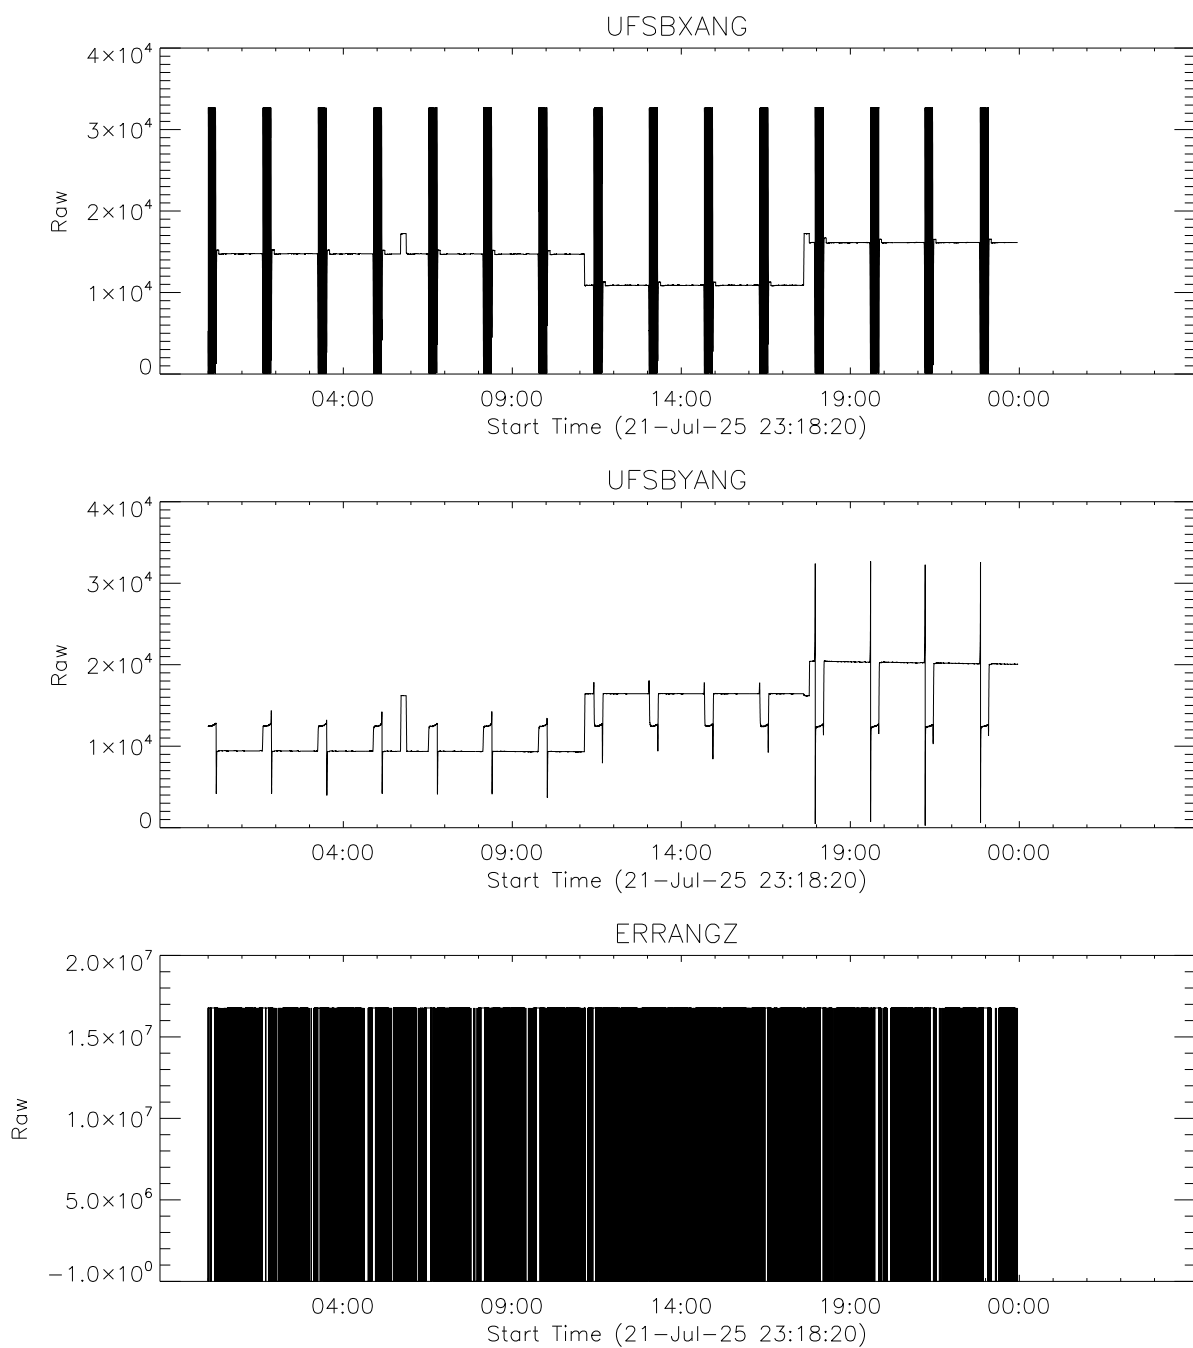 UFSBXANG
4×10⁴
3×10⁴
2×10⁴
1×10⁴
0
Raw
04:00 09:00 14:00 19:00 00:00
Start Time (21-Jul-25 23:18:20)
UFSBYANG
4×10⁴
3×10⁴
2×10⁴
1×10⁴
0
Raw
04:00 09:00 14:00 19:00 00:00
Start Time (21-Jul-25 23:18:20)
ERRANGZ
2.0×10⁷
1.5×10⁷
1.0×10⁷
5.0×10⁶
-1.0×10⁰
Raw
04:00 09:00 14:00 19:00 00:00
Start Time (21-Jul-25 23:18:20)